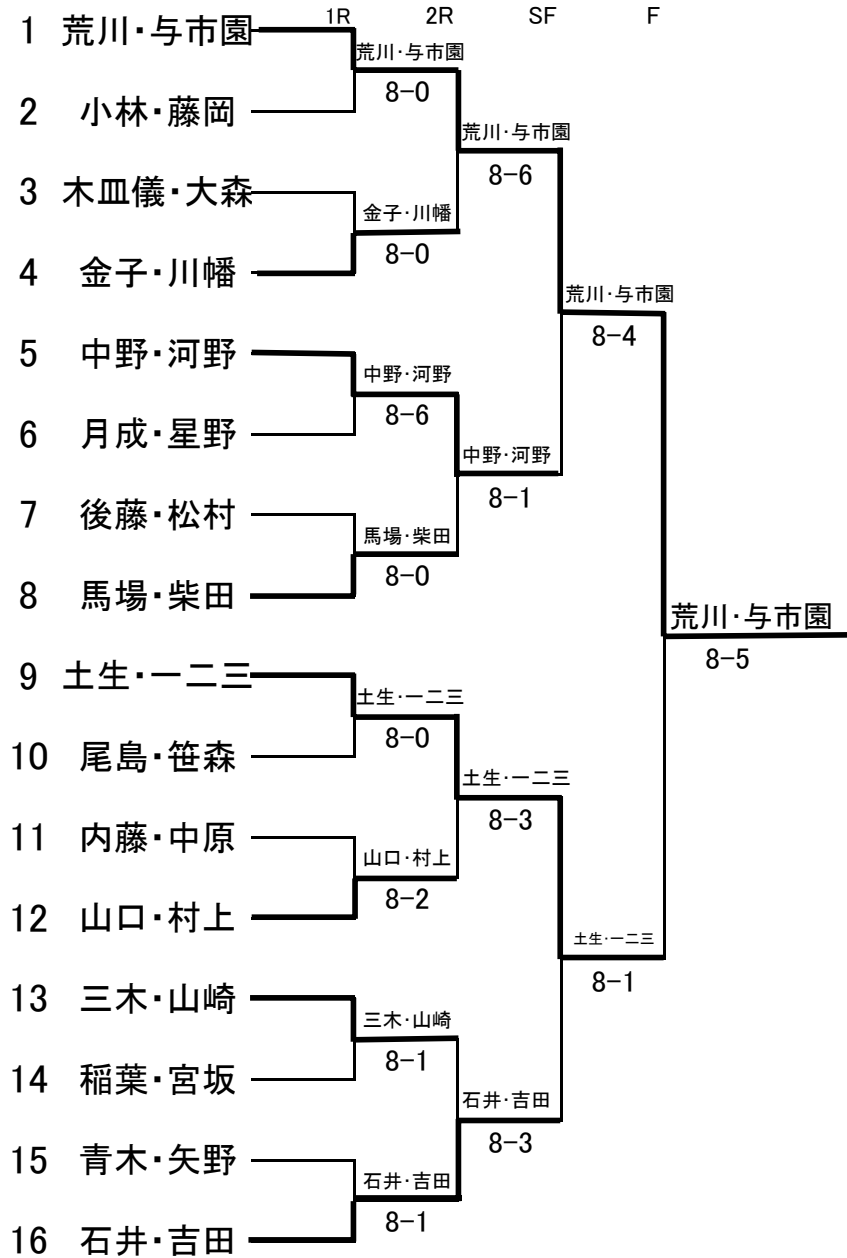 1R 2R SF F
1 荒川・与市園
荒川・与市園
8-0
2 小林・藤岡
荒川・与市園
8-6
3 木皿儀・大森
金子・川幡
8-0
4 金子・川幡
荒川・与市園
8-4
5 中野・河野
中野・河野
8-6
6 月成・星野
中野・河野
8-1
7 後藤・松村
馬場・柴田
8-0
8 馬場・柴田
荒川・与市園
8-5
9 土生・一二三
土生・一二三
8-0
10 尾島・笹森
土生・一二三
8-3
11 内藤・中原
山口・村上
8-2
12 山口・村上
土生・一二三
8-1
13 三木・山崎
三木・山崎
8-1
14 稲葉・宮坂
石井・吉田
8-3
15 青木・矢野
石井・吉田
8-1
16 石井・吉田